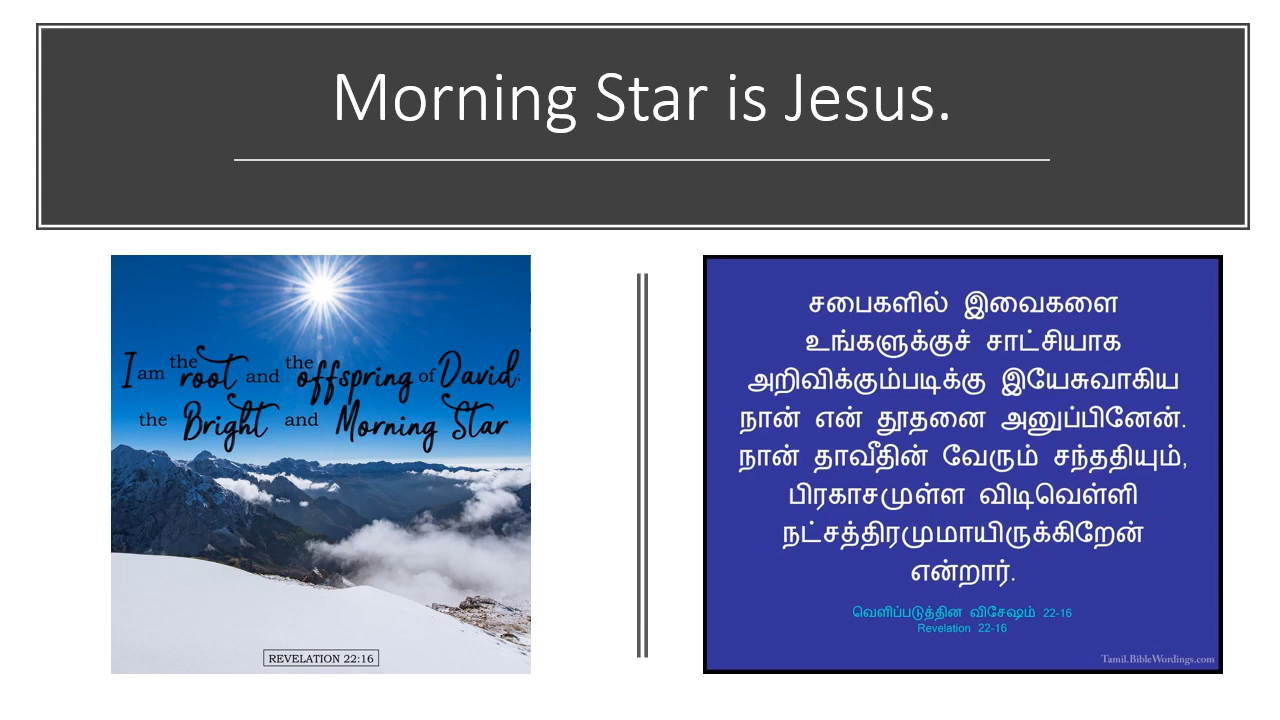 Morning Star is Jesus.
I am the root and the offspring of David;
the Bright and Morning Star
REVELATION 22:16
சபைகளில் இவைகளை
உங்களுக்குச் சாட்சியாக
அறிவிக்கும்படிக்கு இயேசுவாகிய
நான் என் தூதனை அனுப்பினேன்.
நான் தாவீதின் வேரும் சந்ததியும்,
பிரகாசமுள்ள விடிவெள்ளி
நட்சத்திரமுமாயிருக்கிறேன்
என்றார்.
வெளிப்படுத்தின விசேஷம் 22-16
Revelation 22-16
Tamil.BibleWordings.com